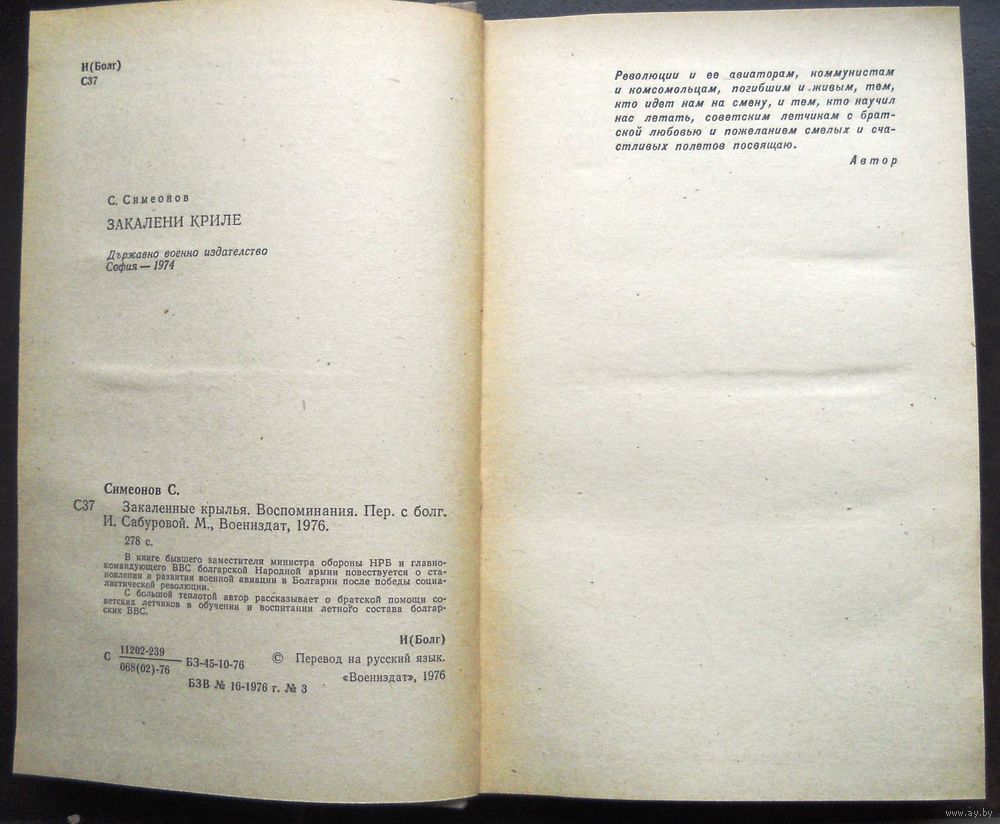 И(Болг)
С37
С. Симеонов
ЗАКАЛЕНИ КРИЛЕ
Държавно военно издателство
София — 1974
Симеонов С.
С37 Закаленные крылья. Воспоминания. Пер. с болг.
И. Сабуровой. М., Воениздат, 1976.
278 с.
В книге бывшего заместителя министра обороны НРБ и главно-
командующего ВВС болгарской Народной армии повествуется о ста-
новлении и развитии военной авиации в Болгарии после победы социа-
листической революции.
С большой теплотой автор рассказывает о братской помощи со-
ветских летчиков в обучении и воспитании летного состава болгар-
ских ВВС.
С 11202-239
068(02)-76 БЗ-45-10-76
БЗВ № 16-1976 г. № 3
И(Болг)
© Перевод на русский язык.
«Воениздат», 1976
Революции и ее авиаторам, коммунистам
и комсомольцам, погибшим и живым, тем,
кто идет нам на смену, и тем, кто научил
нас летать, советским летчикам с брат-
ской любовью и пожеланием смелых и сча-
стливых полетов посвящаю.
Автор
www.ay.by